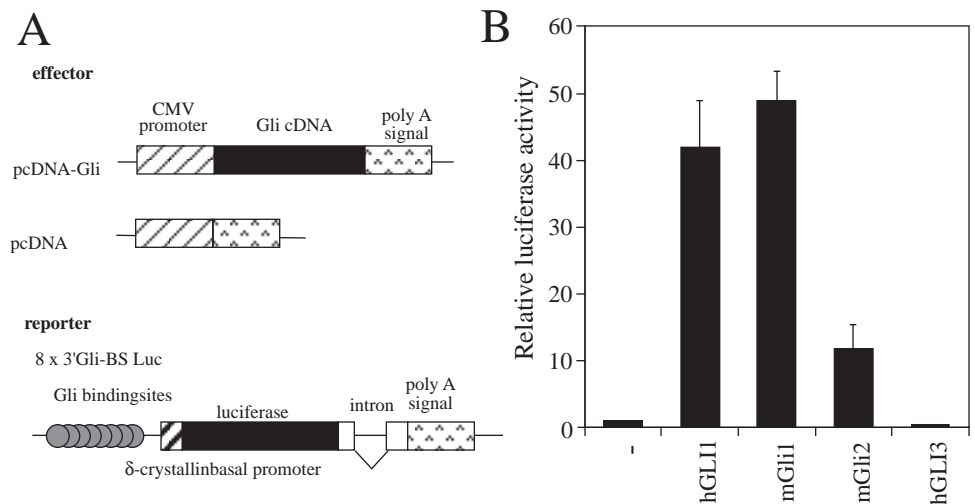 A
effector
CMV
promoter
Gli cDNA
poly A
signal
pcDNA-Gli
pcDNA
reporter
8 x 3'Gli-BS Luc
Gli bindingsites
luciferase
intron
poly A
signal
δ-crystallinbasal promoter
B
Relative luciferase activity
60
50
40
30
20
10
0
-
hGLI1
mGli1
mGli2
hGLI3